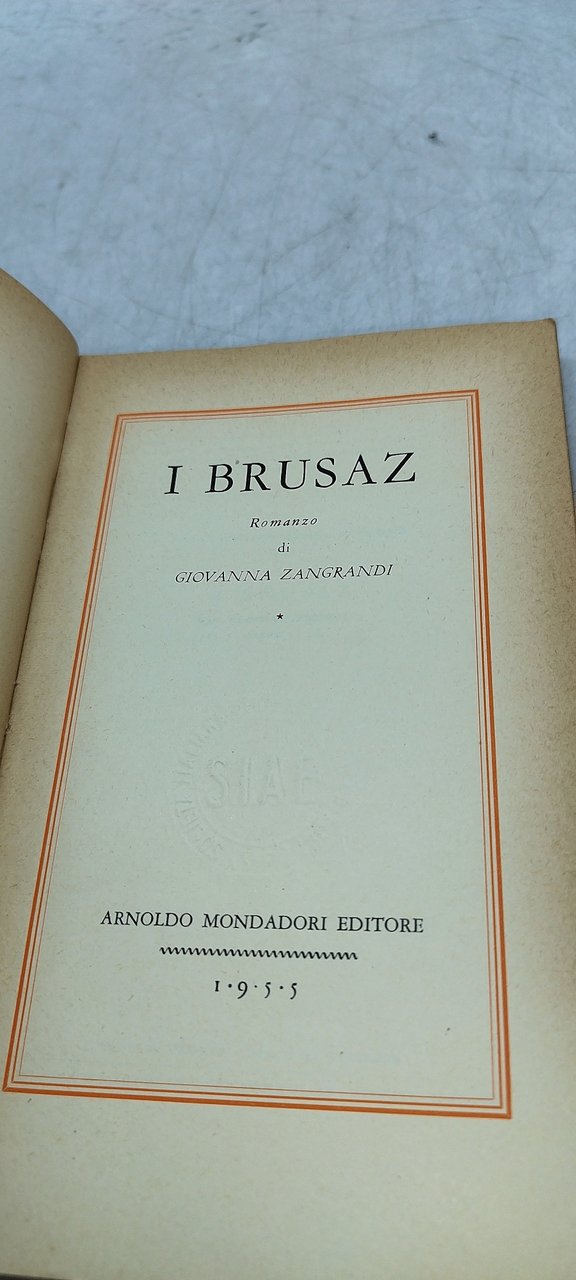 I BRUSAZ
Romanzo
di
GIOVANNA ZANGRANDI
★
SIAE
ARNOLDO MONDADORI EDITORE
1·9·5·5